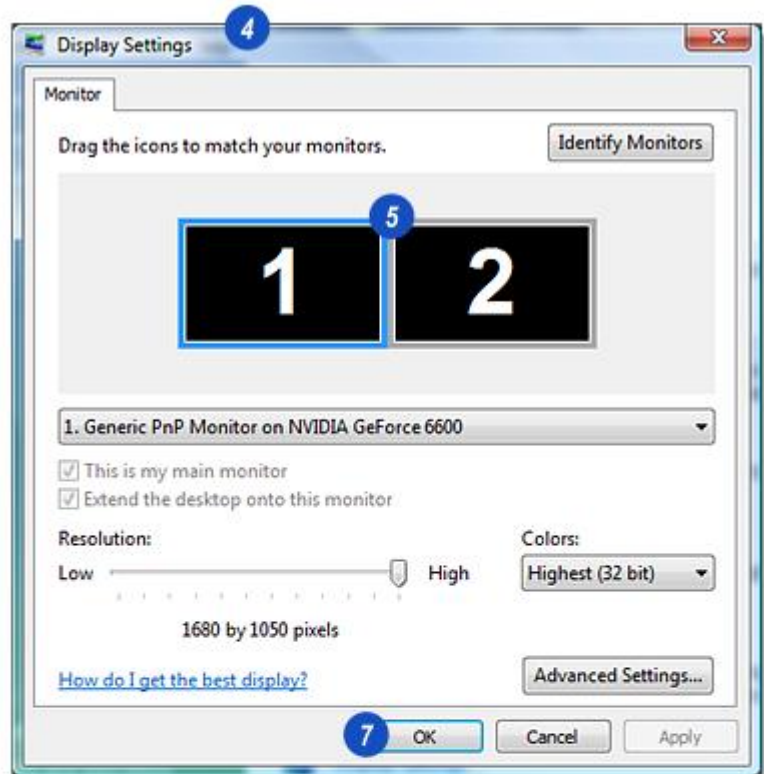 4
Display Settings
Monitor
Drag the icons to match your monitors.
Identify Monitors
5
1
2
1. Generic PnP Monitor on NVIDIA GeForce 6600
This is my main monitor
Extend the desktop onto this monitor
Resolution:
Colors:
Low
High
Highest (32 bit)
1680 by 1050 pixels
How do I get the best display?
Advanced Settings...
7
OK
Cancel
Apply